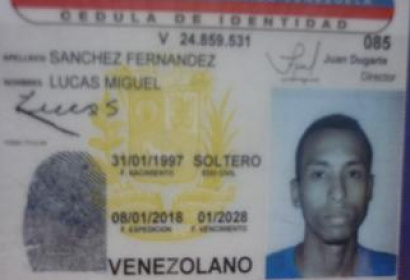 CEDULA DE IDENTIDAD
V 24.859.531 085
APELLIDOS SANCHEZ FERNANDEZ Juan Dugarte
Director
NOMBRES LUCAS MIGUEL
Lucas
31/01/1997 SOLTERO
F. NACIMIENTO EDO CIVIL
08/01/2018 01/2028
F. EXPEDICION F. VENCIMIENTO
VENEZOLANO